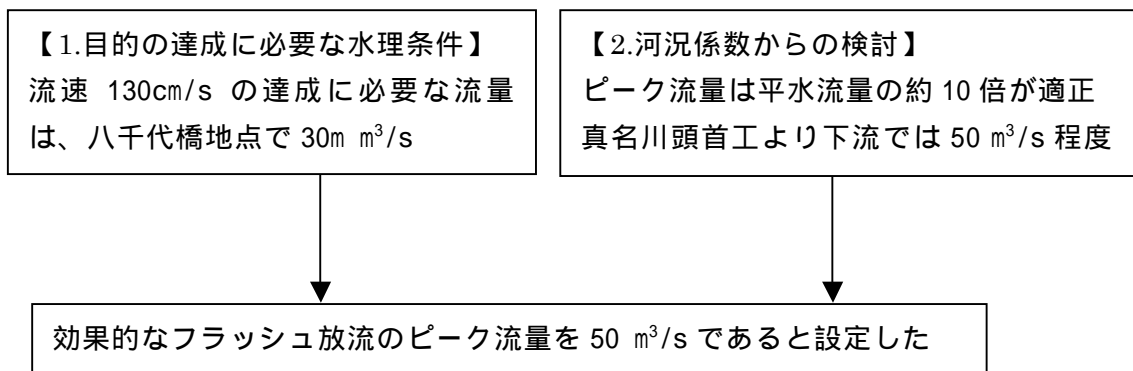 【1.目的の達成に必要な水理条件】
流速 130cm/s の達成に必要な流量
は、八千代橋地点で 30m ㎥/s
【2.河況係数からの検討】
ピーク流量は平水流量の約 10 倍が適正
真名川頭首工より下流では 50 ㎥/s 程度
効果的なフラッシュ放流のピーク流量を 50 ㎥/s であると設定した